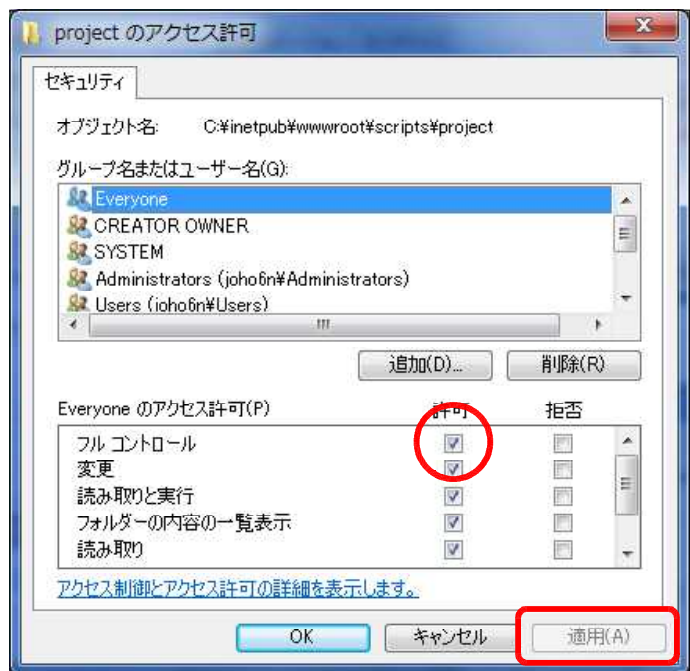 project のアクセス許可
セキュリティ
オブジェクト名: C:¥inetpub¥wwwroot¥scripts¥project
グループ名またはユーザー名(G):
Everyone
CREATOR OWNER
SYSTEM
Administrators (joho6n¥Administrators)
Users (joho6n¥Users)
追加(D)... 削除(R)
Everyone のアクセス許可(P) 許可 拒否
フル コントロール
変更
読み取りと実行
フォルダーの内容の一覧表示
読み取り
アクセス制御とアクセス許可の詳細を表示します。
OK キャンセル 適用(A)